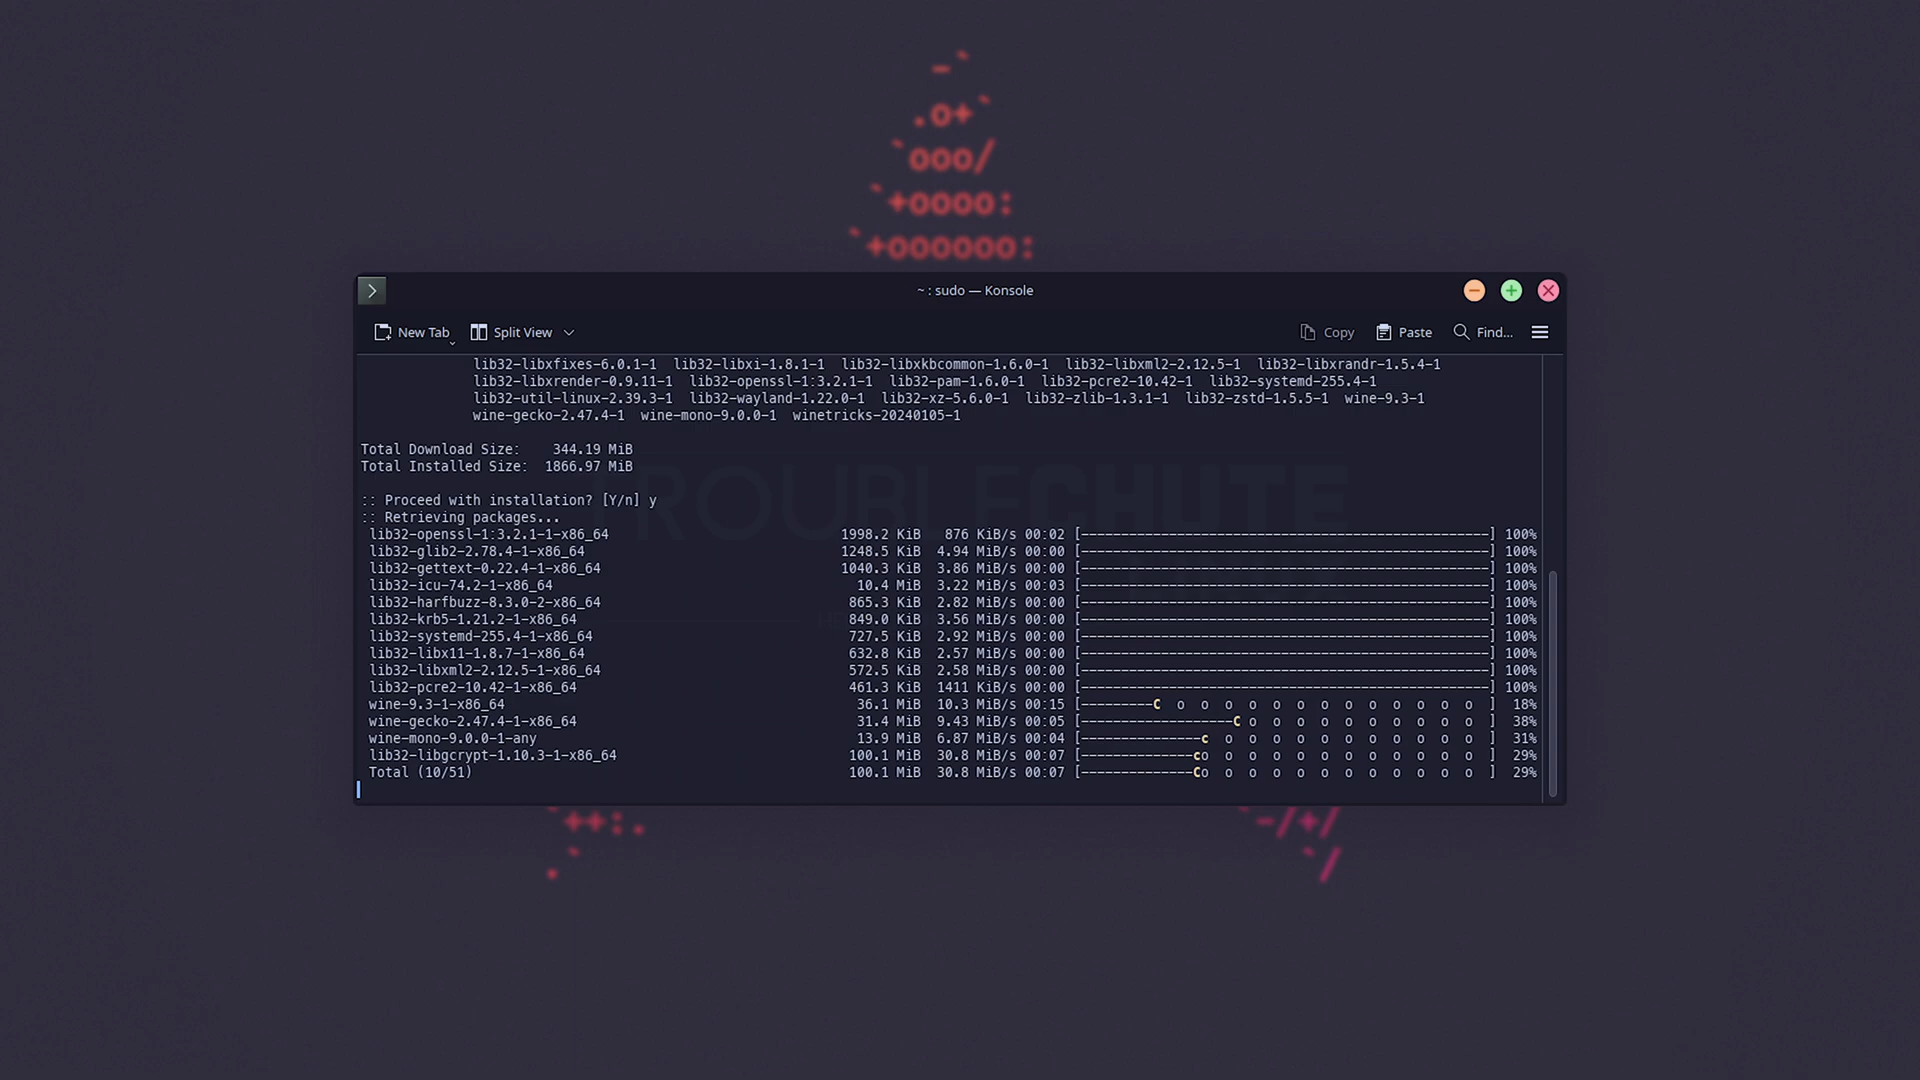 -`
.o+`
`ooo/
`+oooo:
`+oooooo:
~ : sudo — Konsole
New Tab Split View Copy Paste Find...
lib32-libxfixes-6.0.1-1 lib32-libxi-1.8.1-1 lib32-libxkbcommon-1.6.0-1 lib32-libxml2-2.12.5-1 lib32-libxrandr-1.5.4-1
lib32-libxrender-0.9.11-1 lib32-openssl-1:3.2.1-1 lib32-pam-1.6.0-1 lib32-pcre2-10.42-1 lib32-systemd-255.4-1
lib32-util-linux-2.39.3-1 lib32-wayland-1.22.0-1 lib32-xz-5.6.0-1 lib32-zlib-1.3.1-1 lib32-zstd-1.5.5-1 wine-9.3-1
wine-gecko-2.47.4-1 wine-mono-9.0.0-1 winetricks-20240105-1
Total Download Size: 344.19 MiB
Total Installed Size: 1866.97 MiB
TROUBLECHUTE
:: Proceed with installation? [Y/n] y
:: Retrieving packages...
lib32-openssl-1:3.2.1-1-x86_64 1998.2 KiB 876 KiB/s 00:02 [---------------------------------------------------] 100%
lib32-glib2-2.78.4-1-x86_64 1248.5 KiB 4.94 MiB/s 00:00 [---------------------------------------------------] 100%
lib32-gettext-0.22.4-1-x86_64 1040.3 KiB 3.86 MiB/s 00:00 [---------------------------------------------------] 100%
lib32-icu-74.2-1-x86_64 10.4 MiB 3.22 MiB/s 00:03 [---------------------------------------------------] 100%
lib32-harfbuzz-8.3.0-2-x86_64 865.3 KiB 2.82 MiB/s 00:00 [---------------------------------------------------] 100%
lib32-krb5-1.21.2-1-x86_64 849.0 KiB 3.56 MiB/s 00:00 [---------------------------------------------------] 100%
lib32-systemd-255.4-1-x86_64 727.5 KiB 2.92 MiB/s 00:00 [---------------------------------------------------] 100%
lib32-libx11-1.8.7-1-x86_64 632.8 KiB 2.57 MiB/s 00:00 [---------------------------------------------------] 100%
lib32-libxml2-2.12.5-1-x86_64 572.5 KiB 2.58 MiB/s 00:00 [---------------------------------------------------] 100%
lib32-pcre2-10.42-1-x86_64 461.3 KiB 1411 KiB/s 00:00 [---------------------------------------------------] 100%
wine-9.3-1-x86_64 36.1 MiB 10.3 MiB/s 00:15 [---------C  o  o  o  o  o  o  o  o  o  o  o  o  o  ] 18%
wine-gecko-2.47.4-1-x86_64 31.4 MiB 9.43 MiB/s 00:05 [-------------------C o  o  o  o  o  o  o  o  o  o  ] 38%
wine-mono-9.0.0-1-any 13.9 MiB 6.87 MiB/s 00:04 [---------------c  o  o  o  o  o  o  o  o  o  o  o  ] 31%
lib32-libgcrypt-1.10.3-1-x86_64 100.1 MiB 30.8 MiB/s 00:07 [--------------co  o  o  o  o  o  o  o  o  o  o  o  ] 29%
Total (10/51) 100.1 MiB 30.8 MiB/s 00:07 [--------------Co  o  o  o  o  o  o  o  o  o  o  o  ] 29%
`++:. `-/+/
.` `/